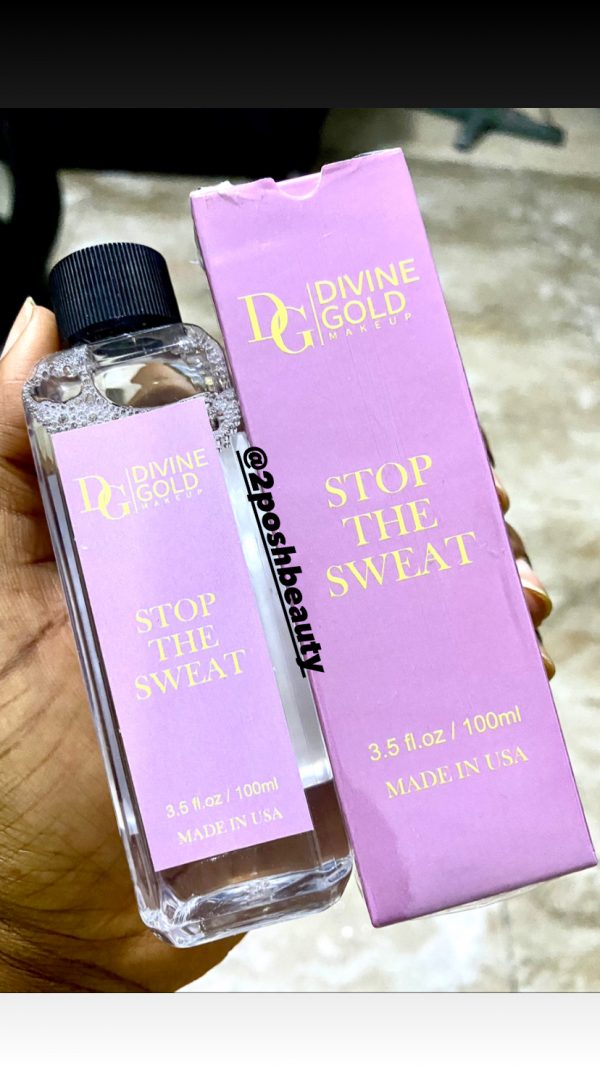 DG
DIVINE
GOLD
MAKEUP
STOP
THE
SWEAT
3.5 fl.oz / 100ml
MADE IN USA
@2poshbeauty
DG
DIVINE
GOLD
MAKEUP
STOP
THE
SWEAT
3.5 fl.oz / 100ml
MADE IN USA